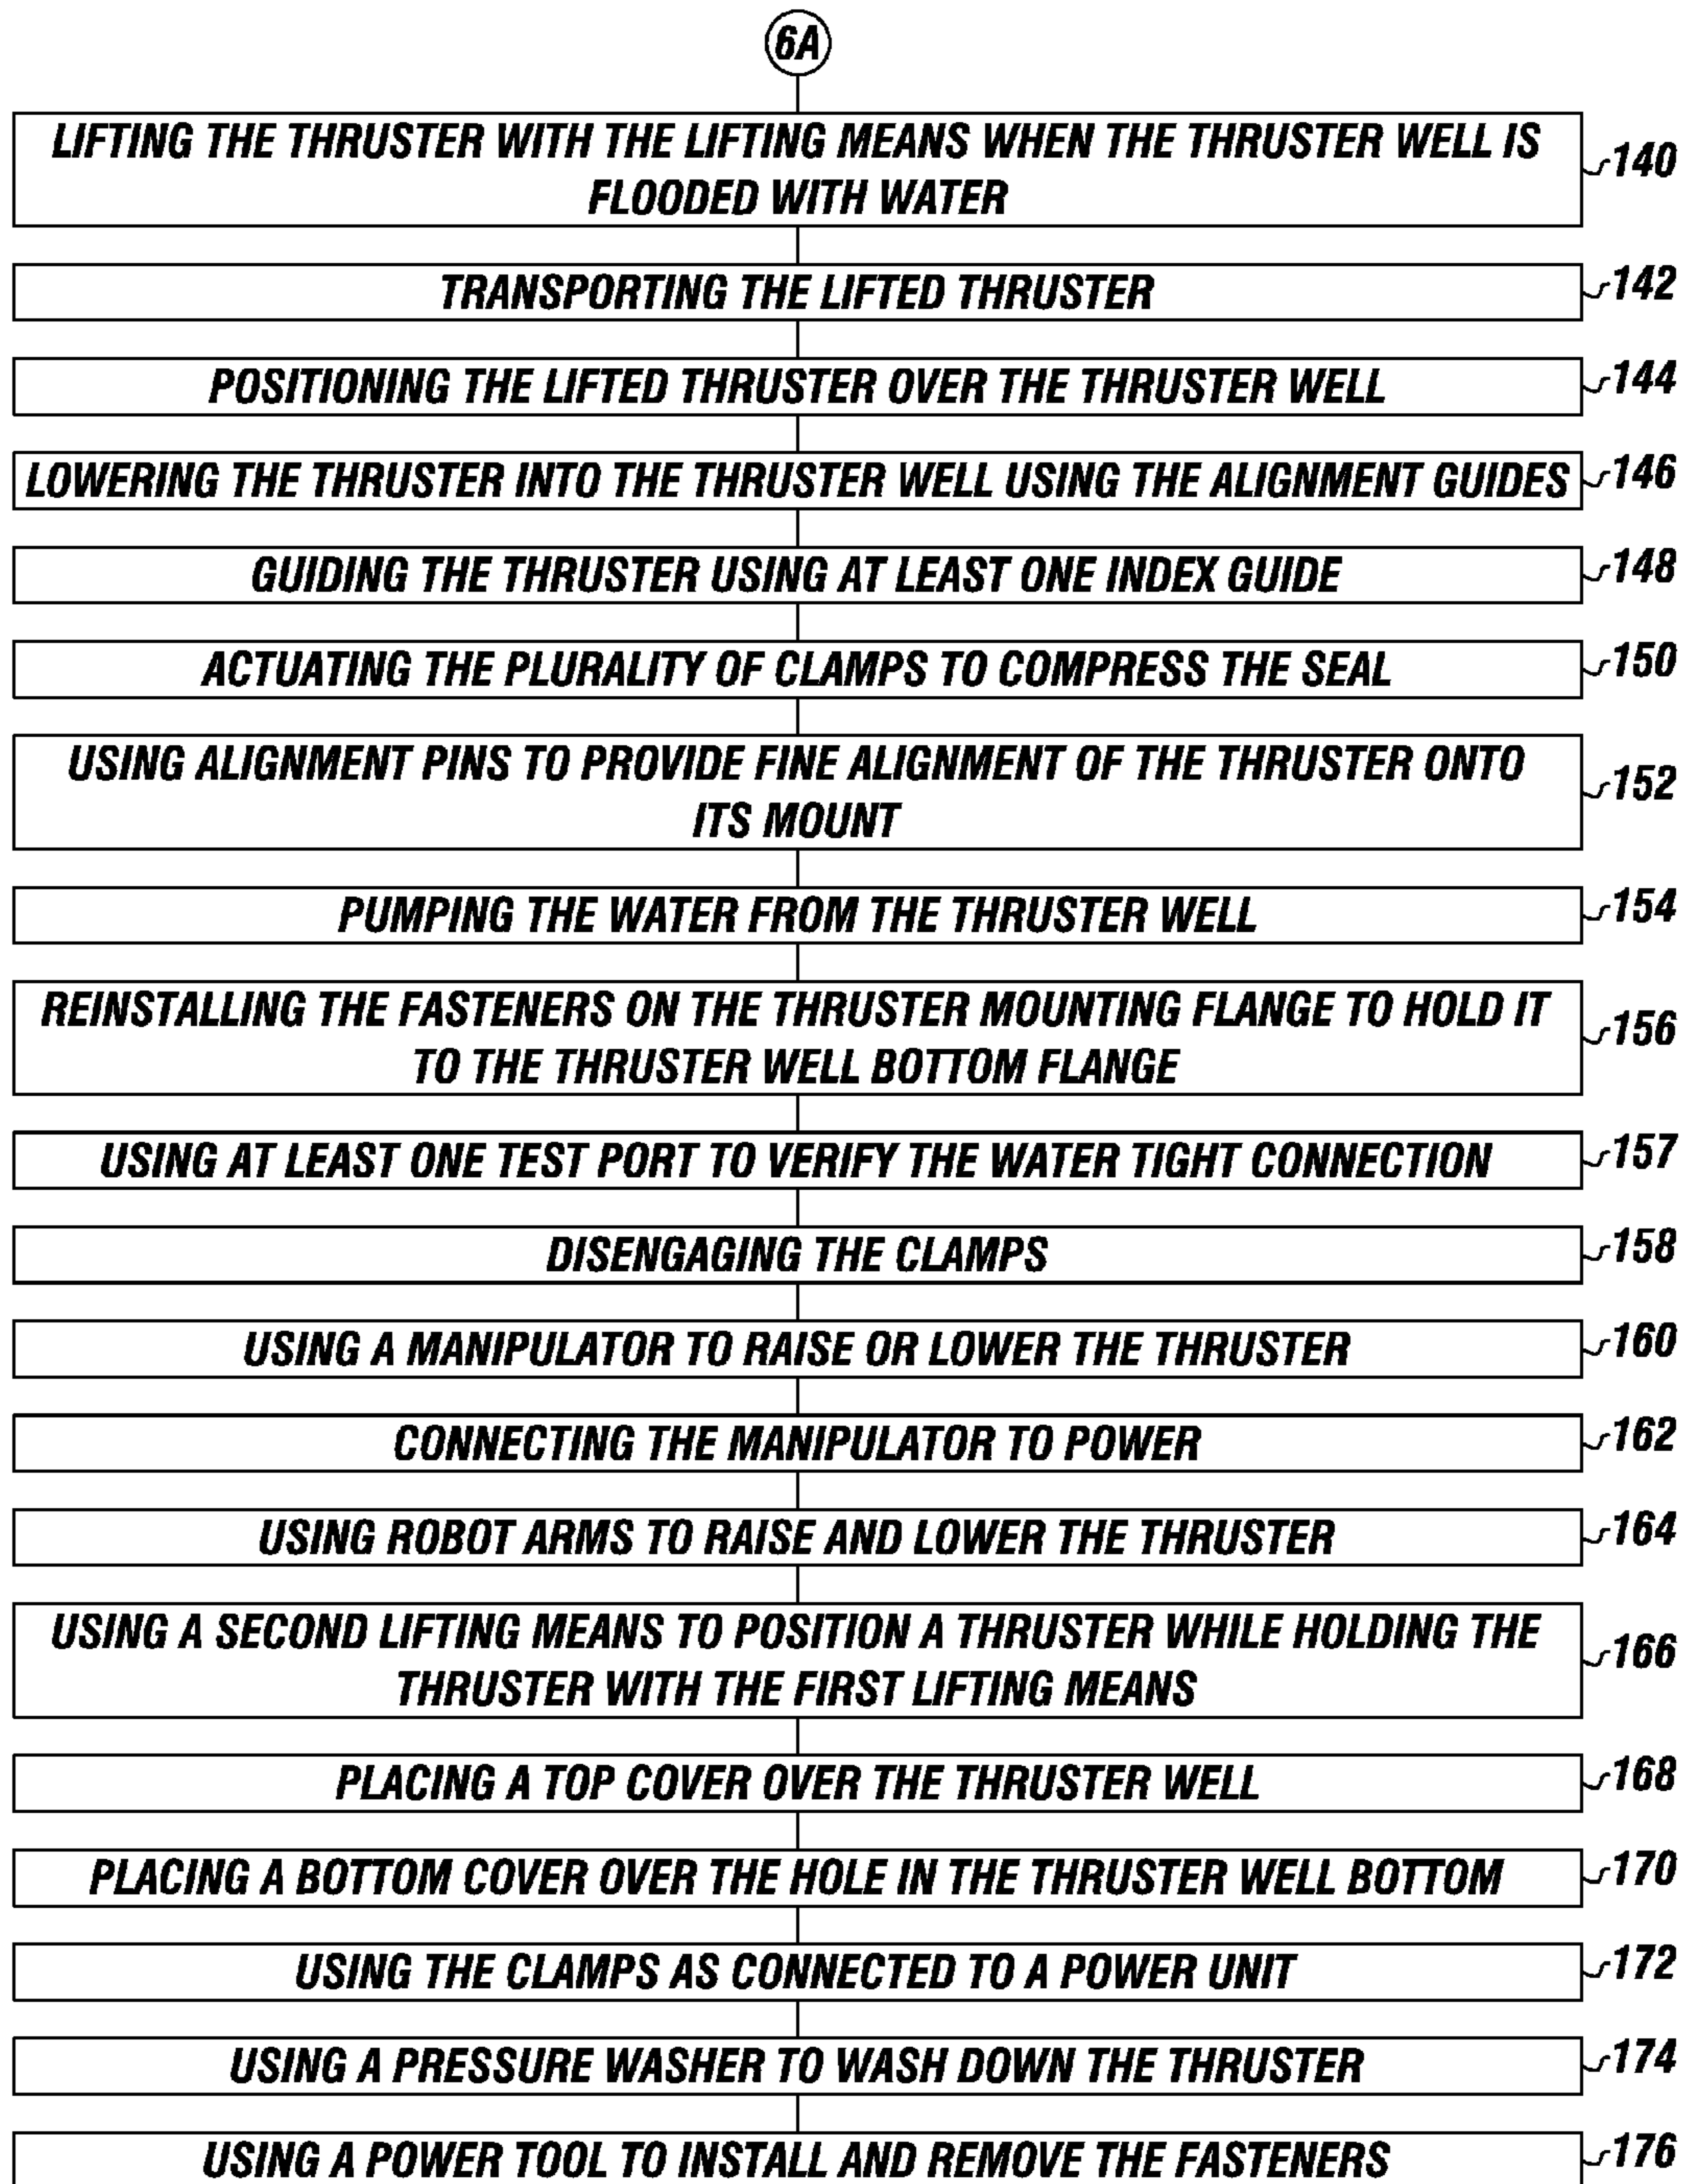 6A
LIFTING THE THRUSTER WITH THE LIFTING MEANS WHEN THE THRUSTER WELL IS
FLOODED WITH WATER
140
TRANSPORTING THE LIFTED THRUSTER
142
POSITIONING THE LIFTED THRUSTER OVER THE THRUSTER WELL
144
LOWERING THE THRUSTER INTO THE THRUSTER WELL USING THE ALIGNMENT GUIDES
146
GUIDING THE THRUSTER USING AT LEAST ONE INDEX GUIDE
148
ACTUATING THE PLURALITY OF CLAMPS TO COMPRESS THE SEAL
150
USING ALIGNMENT PINS TO PROVIDE FINE ALIGNMENT OF THE THRUSTER ONTO
ITS MOUNT
152
PUMPING THE WATER FROM THE THRUSTER WELL
154
REINSTALLING THE FASTENERS ON THE THRUSTER MOUNTING FLANGE TO HOLD IT
TO THE THRUSTER WELL BOTTOM FLANGE
156
USING AT LEAST ONE TEST PORT TO VERIFY THE WATER TIGHT CONNECTION
157
DISENGAGING THE CLAMPS
158
USING A MANIPULATOR TO RAISE OR LOWER THE THRUSTER
160
CONNECTING THE MANIPULATOR TO POWER
162
USING ROBOT ARMS TO RAISE AND LOWER THE THRUSTER
164
USING A SECOND LIFTING MEANS TO POSITION A THRUSTER WHILE HOLDING THE
THRUSTER WITH THE FIRST LIFTING MEANS
166
PLACING A TOP COVER OVER THE THRUSTER WELL
168
PLACING A BOTTOM COVER OVER THE HOLE IN THE THRUSTER WELL BOTTOM
170
USING THE CLAMPS AS CONNECTED TO A POWER UNIT
172
USING A PRESSURE WASHER TO WASH DOWN THE THRUSTER
174
USING A POWER TOOL TO INSTALL AND REMOVE THE FASTENERS
176